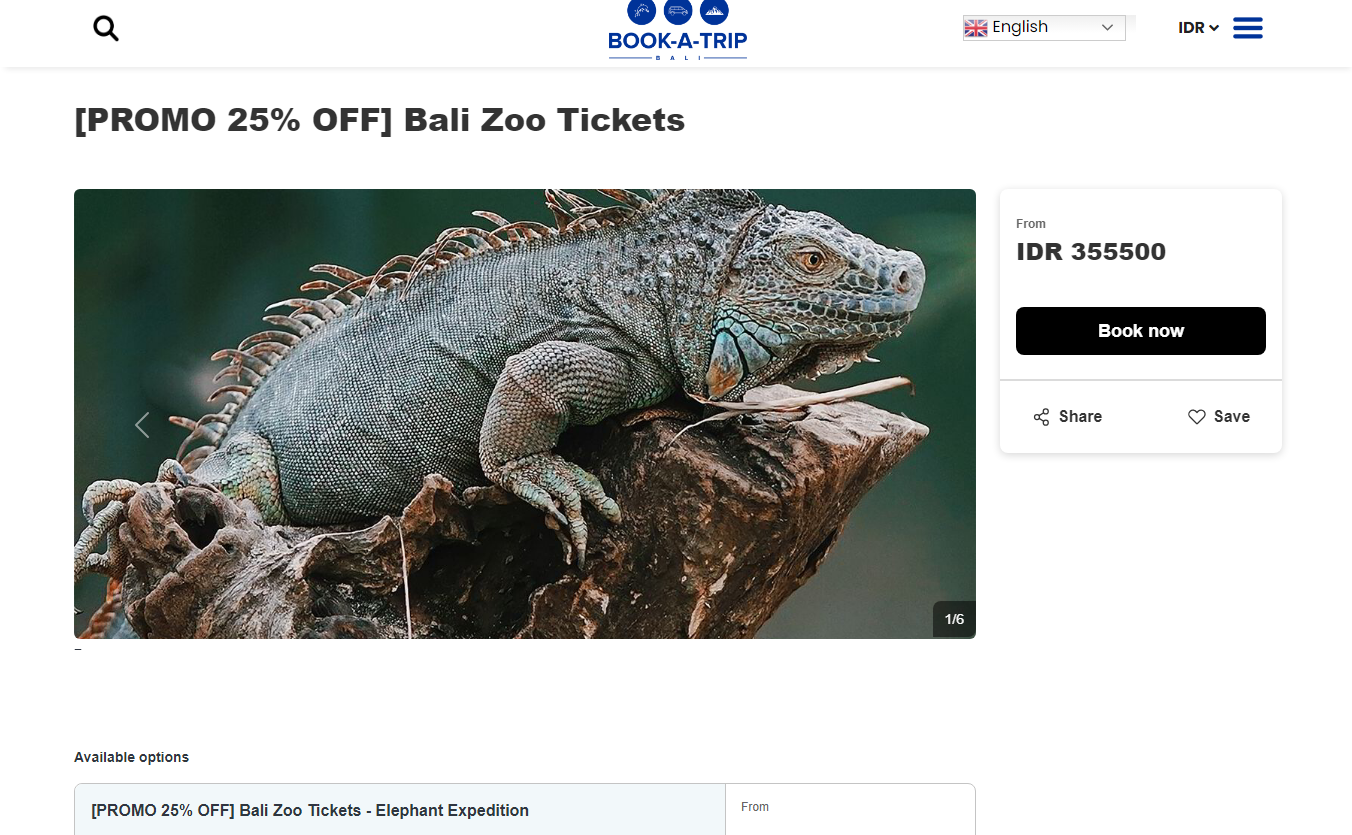 BOOK-A-TRIP
BALI
English
IDR
[PROMO 25% OFF] Bali Zoo Tickets
From
IDR 355500
Book now
Share
Save
1/6
Available options
[PROMO 25% OFF] Bali Zoo Tickets - Elephant Expedition
From